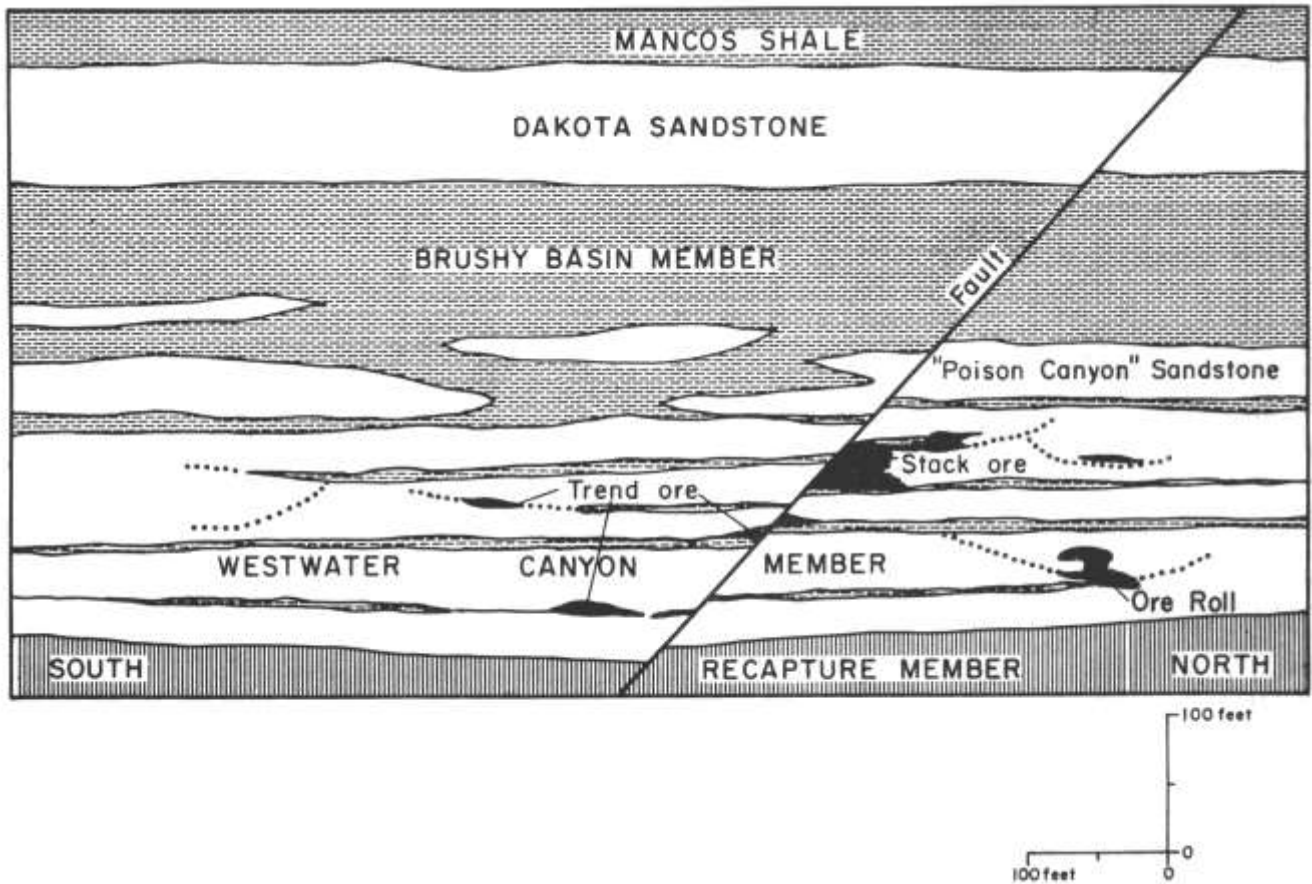 MANCOS SHALE
DAKOTA SANDSTONE
BRUSHY BASIN MEMBER
Fault
"Poison Canyon" Sandstone
Stack ore
Trend ore
WESTWATER CANYON MEMBER
Ore Roll
SOUTH
RECAPTURE MEMBER
NORTH
100 feet
0
100 feet
0